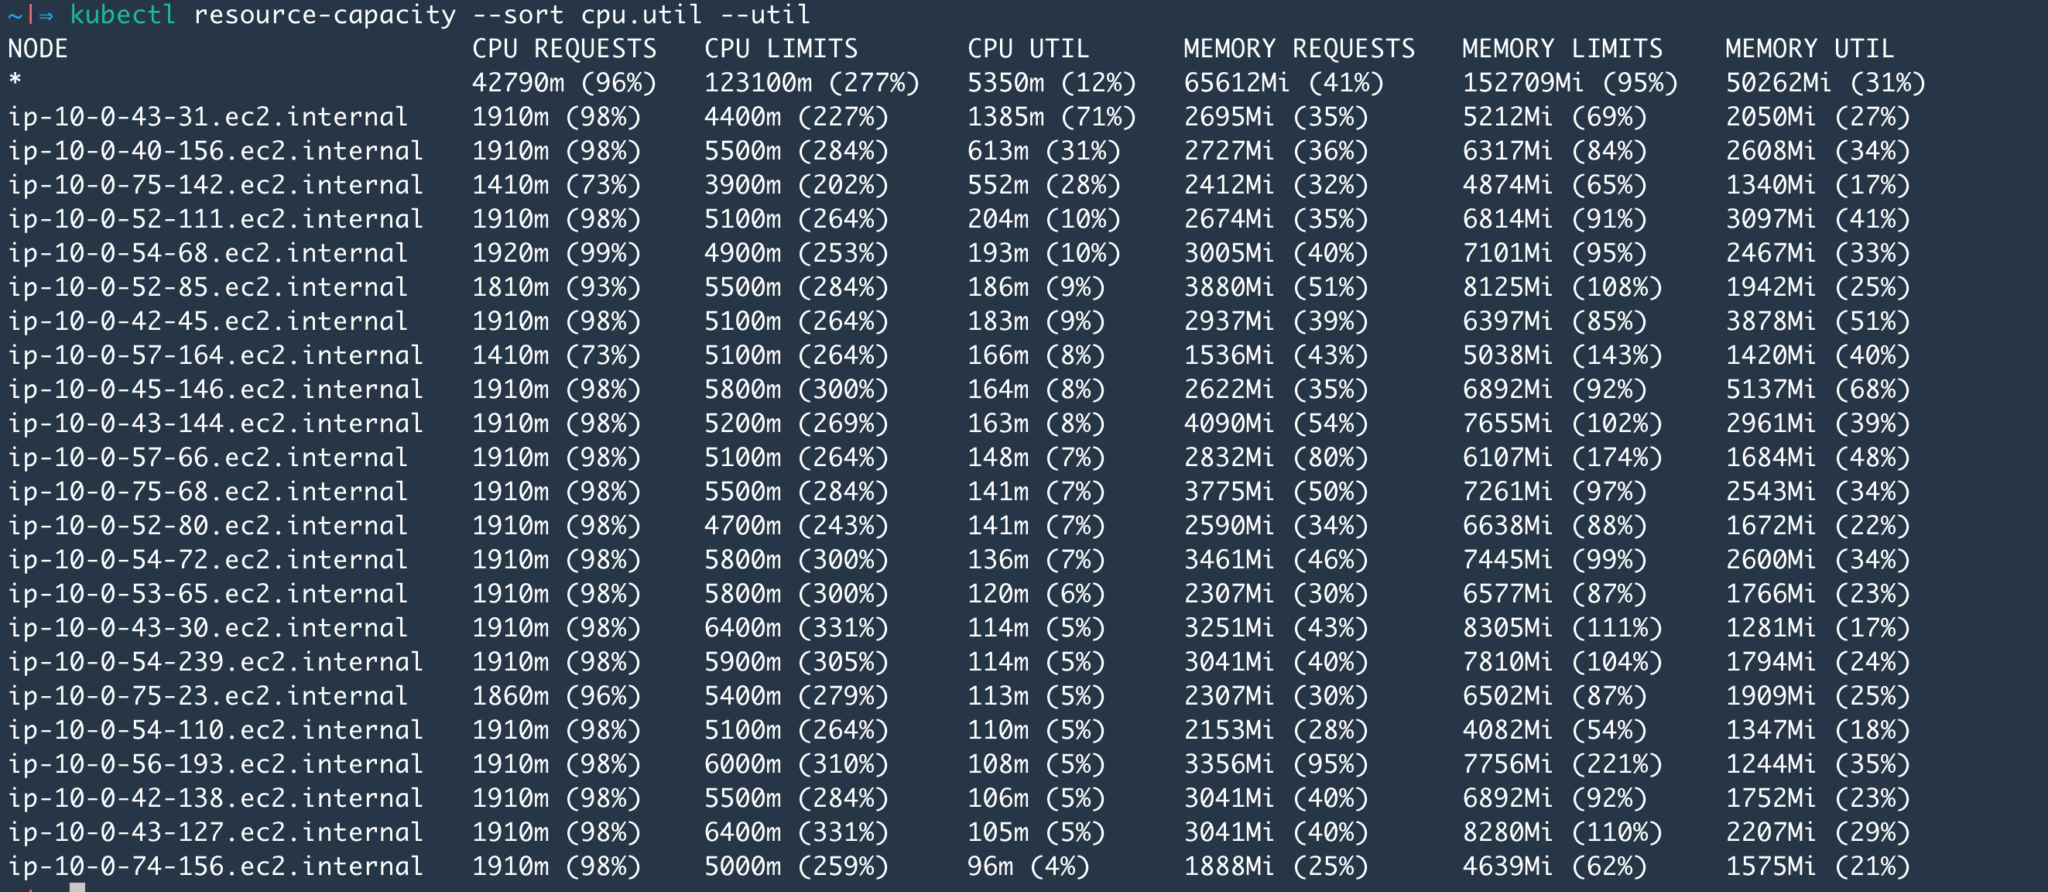 ~|⇒ kubectl resource-capacity --sort cpu.util --util
NODE CPU REQUESTS CPU LIMITS CPU UTIL MEMORY REQUESTS MEMORY LIMITS MEMORY UTIL
* 42790m (96%) 123100m (277%) 5350m (12%) 65612Mi (41%) 152709Mi (95%) 50262Mi (31%)
ip-10-0-43-31.ec2.internal 1910m (98%) 4400m (227%) 1385m (71%) 2695Mi (35%) 5212Mi (69%) 2050Mi (27%)
ip-10-0-40-156.ec2.internal 1910m (98%) 5500m (284%) 613m (31%) 2727Mi (36%) 6317Mi (84%) 2608Mi (34%)
ip-10-0-75-142.ec2.internal 1410m (73%) 3900m (202%) 552m (28%) 2412Mi (32%) 4874Mi (65%) 1340Mi (17%)
ip-10-0-52-111.ec2.internal 1910m (98%) 5100m (264%) 204m (10%) 2674Mi (35%) 6814Mi (91%) 3097Mi (41%)
ip-10-0-54-68.ec2.internal 1920m (99%) 4900m (253%) 193m (10%) 3005Mi (40%) 7101Mi (95%) 2467Mi (33%)
ip-10-0-52-85.ec2.internal 1810m (93%) 5500m (284%) 186m (9%) 3880Mi (51%) 8125Mi (108%) 1942Mi (25%)
ip-10-0-42-45.ec2.internal 1910m (98%) 5100m (264%) 183m (9%) 2937Mi (39%) 6397Mi (85%) 3878Mi (51%)
ip-10-0-57-164.ec2.internal 1410m (73%) 5100m (264%) 166m (8%) 1536Mi (43%) 5038Mi (143%) 1420Mi (40%)
ip-10-0-45-146.ec2.internal 1910m (98%) 5800m (300%) 164m (8%) 2622Mi (35%) 6892Mi (92%) 5137Mi (68%)
ip-10-0-43-144.ec2.internal 1910m (98%) 5200m (269%) 163m (8%) 4090Mi (54%) 7655Mi (102%) 2961Mi (39%)
ip-10-0-57-66.ec2.internal 1910m (98%) 5100m (264%) 148m (7%) 2832Mi (80%) 6107Mi (174%) 1684Mi (48%)
ip-10-0-75-68.ec2.internal 1910m (98%) 5500m (284%) 141m (7%) 3775Mi (50%) 7261Mi (97%) 2543Mi (34%)
ip-10-0-52-80.ec2.internal 1910m (98%) 4700m (243%) 141m (7%) 2590Mi (34%) 6638Mi (88%) 1672Mi (22%)
ip-10-0-54-72.ec2.internal 1910m (98%) 5800m (300%) 136m (7%) 3461Mi (46%) 7445Mi (99%) 2600Mi (34%)
ip-10-0-53-65.ec2.internal 1910m (98%) 5800m (300%) 120m (6%) 2307Mi (30%) 6577Mi (87%) 1766Mi (23%)
ip-10-0-43-30.ec2.internal 1910m (98%) 6400m (331%) 114m (5%) 3251Mi (43%) 8305Mi (111%) 1281Mi (17%)
ip-10-0-54-239.ec2.internal 1910m (98%) 5900m (305%) 114m (5%) 3041Mi (40%) 7810Mi (104%) 1794Mi (24%)
ip-10-0-75-23.ec2.internal 1860m (96%) 5400m (279%) 113m (5%) 2307Mi (30%) 6502Mi (87%) 1909Mi (25%)
ip-10-0-54-110.ec2.internal 1910m (98%) 5100m (264%) 110m (5%) 2153Mi (28%) 4082Mi (54%) 1347Mi (18%)
ip-10-0-56-193.ec2.internal 1910m (98%) 6000m (310%) 108m (5%) 3356Mi (95%) 7756Mi (221%) 1244Mi (35%)
ip-10-0-42-138.ec2.internal 1910m (98%) 5500m (284%) 106m (5%) 3041Mi (40%) 6892Mi (92%) 1752Mi (23%)
ip-10-0-43-127.ec2.internal 1910m (98%) 6400m (331%) 105m (5%) 3041Mi (40%) 8280Mi (110%) 2207Mi (29%)
ip-10-0-74-156.ec2.internal 1910m (98%) 5000m (259%) 96m (4%) 1888Mi (25%) 4639Mi (62%) 1575Mi (21%)